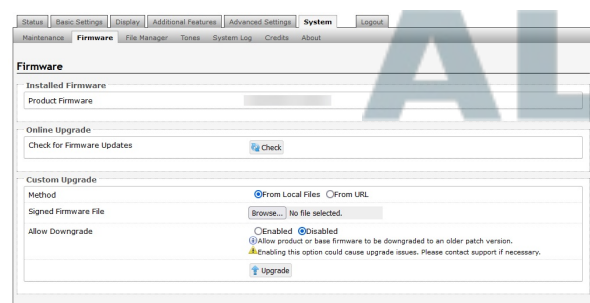 Status Basic Settings Display Additional Features Advanced Settings System Logout
Maintenance Firmware File Manager Tones System Log Credits About
Firmware
Installed Firmware
Product Firmware
Online Upgrade
Check for Firmware Updates Check
Custom Upgrade
Method From Local Files From URL
Signed Firmware File Browse... No file selected.
Allow Downgrade Enabled Disabled
Allow product or base firmware to be downgraded to an older patch version.
Enabling this option could cause upgrade issues. Please contact support if necessary.
Upgrade